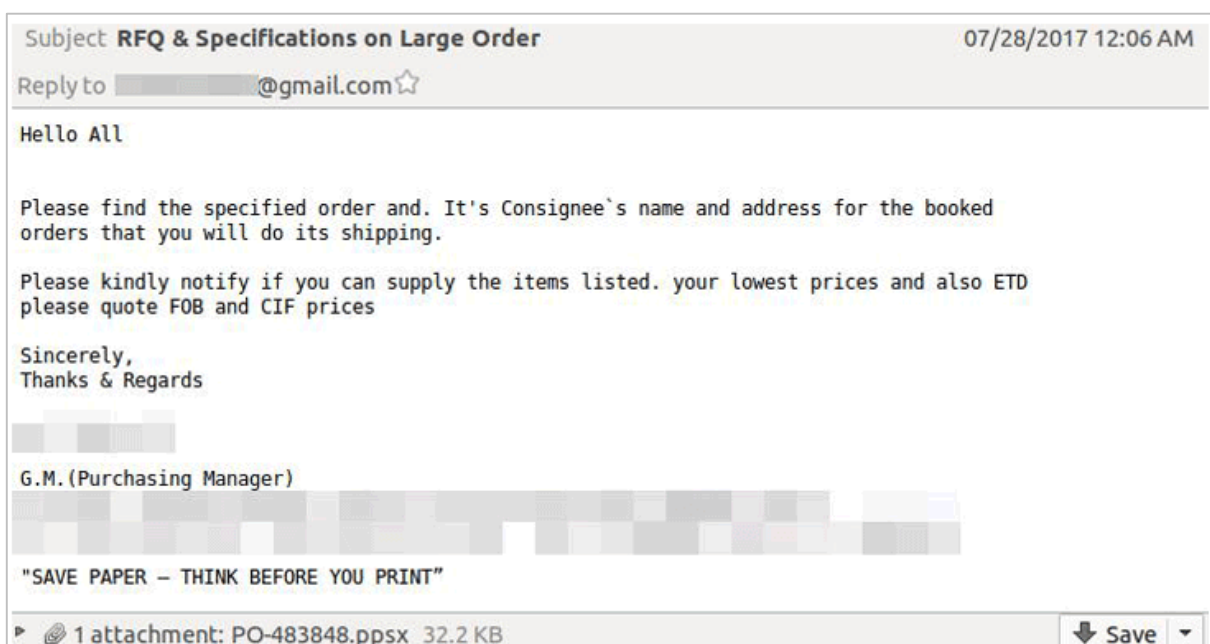 Subject RFQ & Specifications on Large Order 07/28/2017 12:06 AM
Reply to @gmail.com
Hello All
Please find the specified order and. It's Consignee`s name and address for the booked
orders that you will do its shipping.
Please kindly notify if you can supply the items listed. your lowest prices and also ETD
please quote FOB and CIF prices
Sincerely,
Thanks & Regards
G.M.(Purchasing Manager)
"SAVE PAPER – THINK BEFORE YOU PRINT”
1 attachment: PO-483848.ppsx 32.2 KB Save